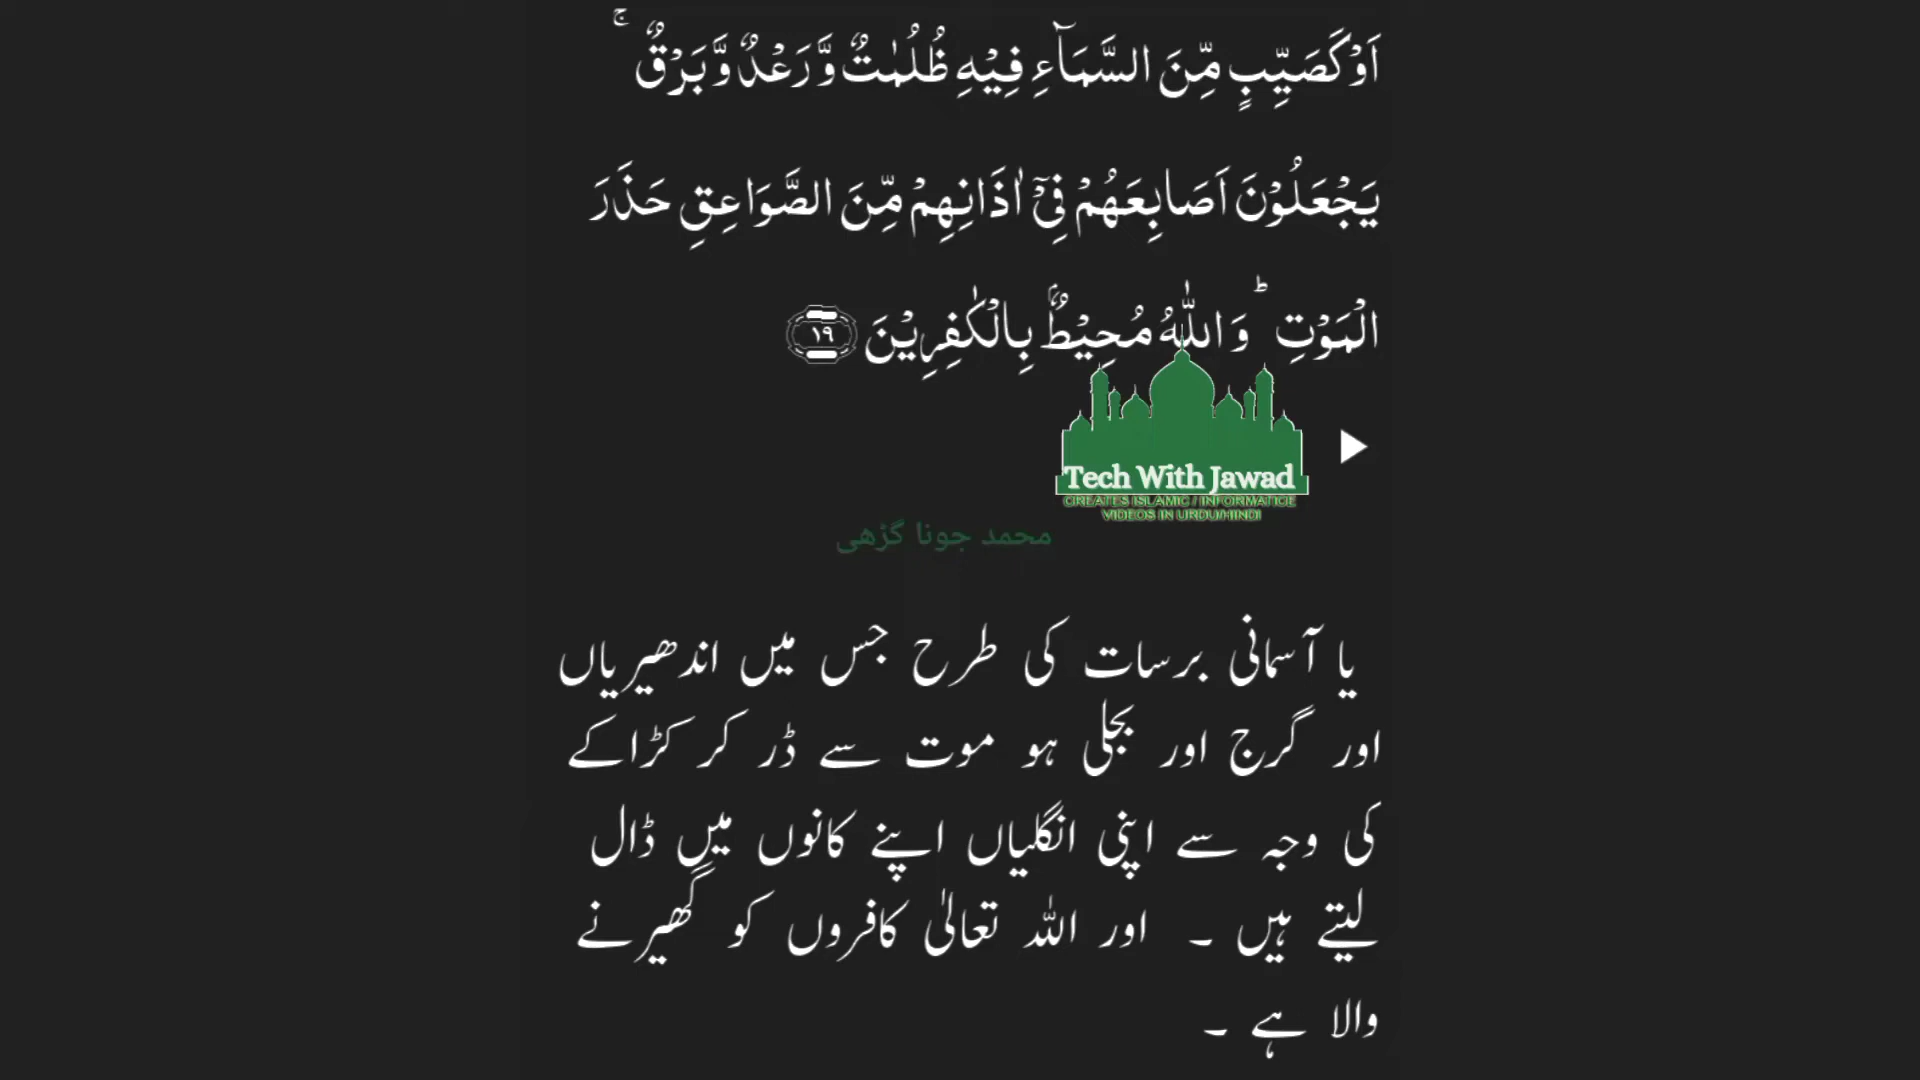 اَوْ كَصَيِّبٍ مِّنَ السَّمَآءِ فِيْهِ ظُلُمٰتٌ وَّرَعْدٌ وَّبَرْقٌ ۚ
يَجْعَلُوْنَ اَصَابِعَهُمْ فِىْٓ اٰذَانِهِمْ مِّنَ الصَّوَاعِقِ حَذَرَ
الْمَوْتِ ؕ وَاللّٰهُ مُحِيْطٌۢ بِالْكٰفِرِيْنَ ١٩
Tech With Jawad
CREATES ISLAMIC / INFORMATICE
VIDEOS IN URDU/HINDI
محمد جونا گڑھی
یا آسمانی برسات کی طرح جس میں اندھیریاں
اور گرج اور بجلی ہو موت سے ڈر کر کڑاکے
کی وجہ سے اپنی انگلیاں اپنے کانوں میں ڈال
لیتے ہیں ۔ اور اللہ تعالیٰ کافروں کو گھیرنے
والا ہے ۔